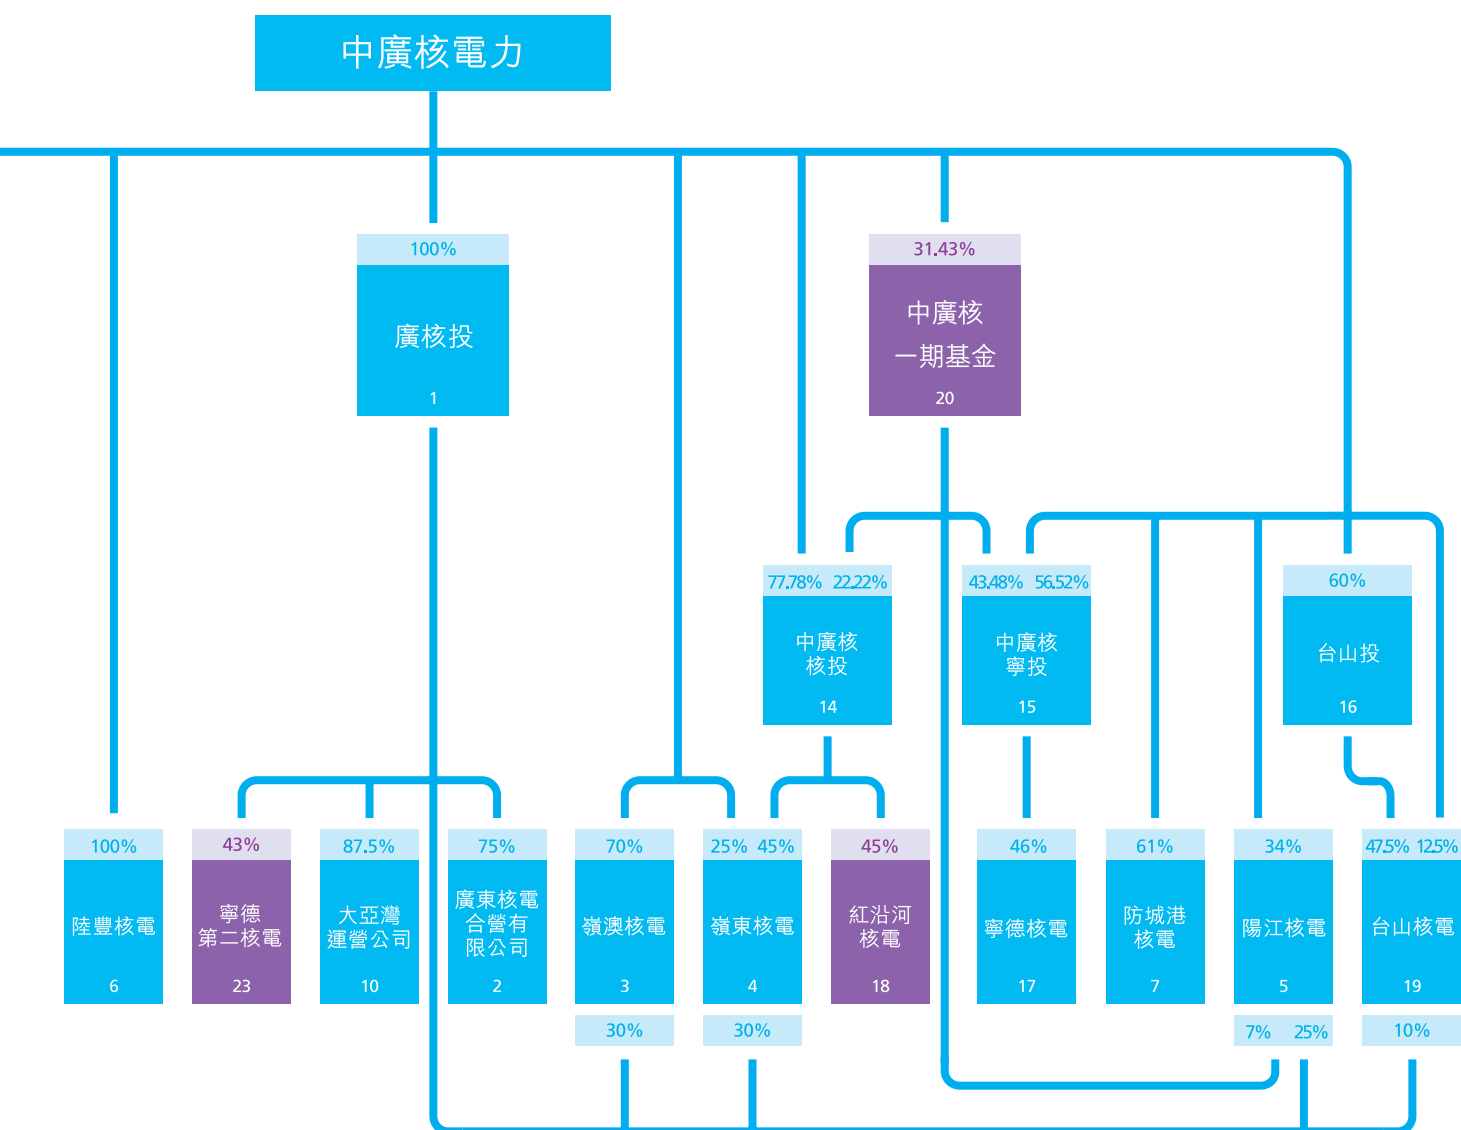 中廣核電力
100%
廣核投
1
31.43%
中廣核
一期基金
20
77.78% 22.22%
中廣核
核投
14
43.48% 56.52%
中廣核
寧投
15
60%
台山投
16
100%
陸豐核電
6
43%
寧德
第二核電
23
87.5%
大亞灣
運營公司
10
75%
廣東核電
合營有
限公司
2
70%
嶺澳核電
3
30%
25% 45%
嶺東核電
4
30%
45%
紅沿河
核電
18
46%
寧德核電
17
61%
防城港
核電
7
34%
陽江核電
5
7% 25%
47.5% 12.5%
台山核電
19
10%